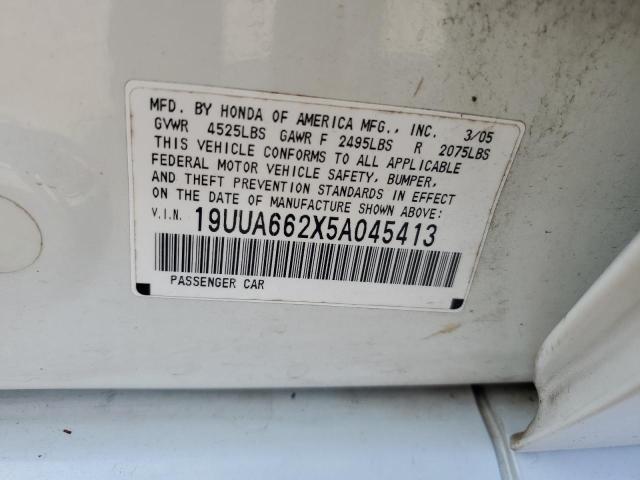 MFD. BY HONDA OF AMERICA MFG., INC. 3/05
GVWR 4525LBS GAWR F 2495LBS R 2075LBS
THIS VEHICLE CONFORMS TO ALL APPLICABLE
FEDERAL MOTOR VEHICLE SAFETY, BUMPER,
AND THEFT PREVENTION STANDARDS IN EFFECT
ON THE DATE OF MANUFACTURE SHOWN ABOVE:
V.I.N. 19UUA662X5A045413
PASSENGER CAR